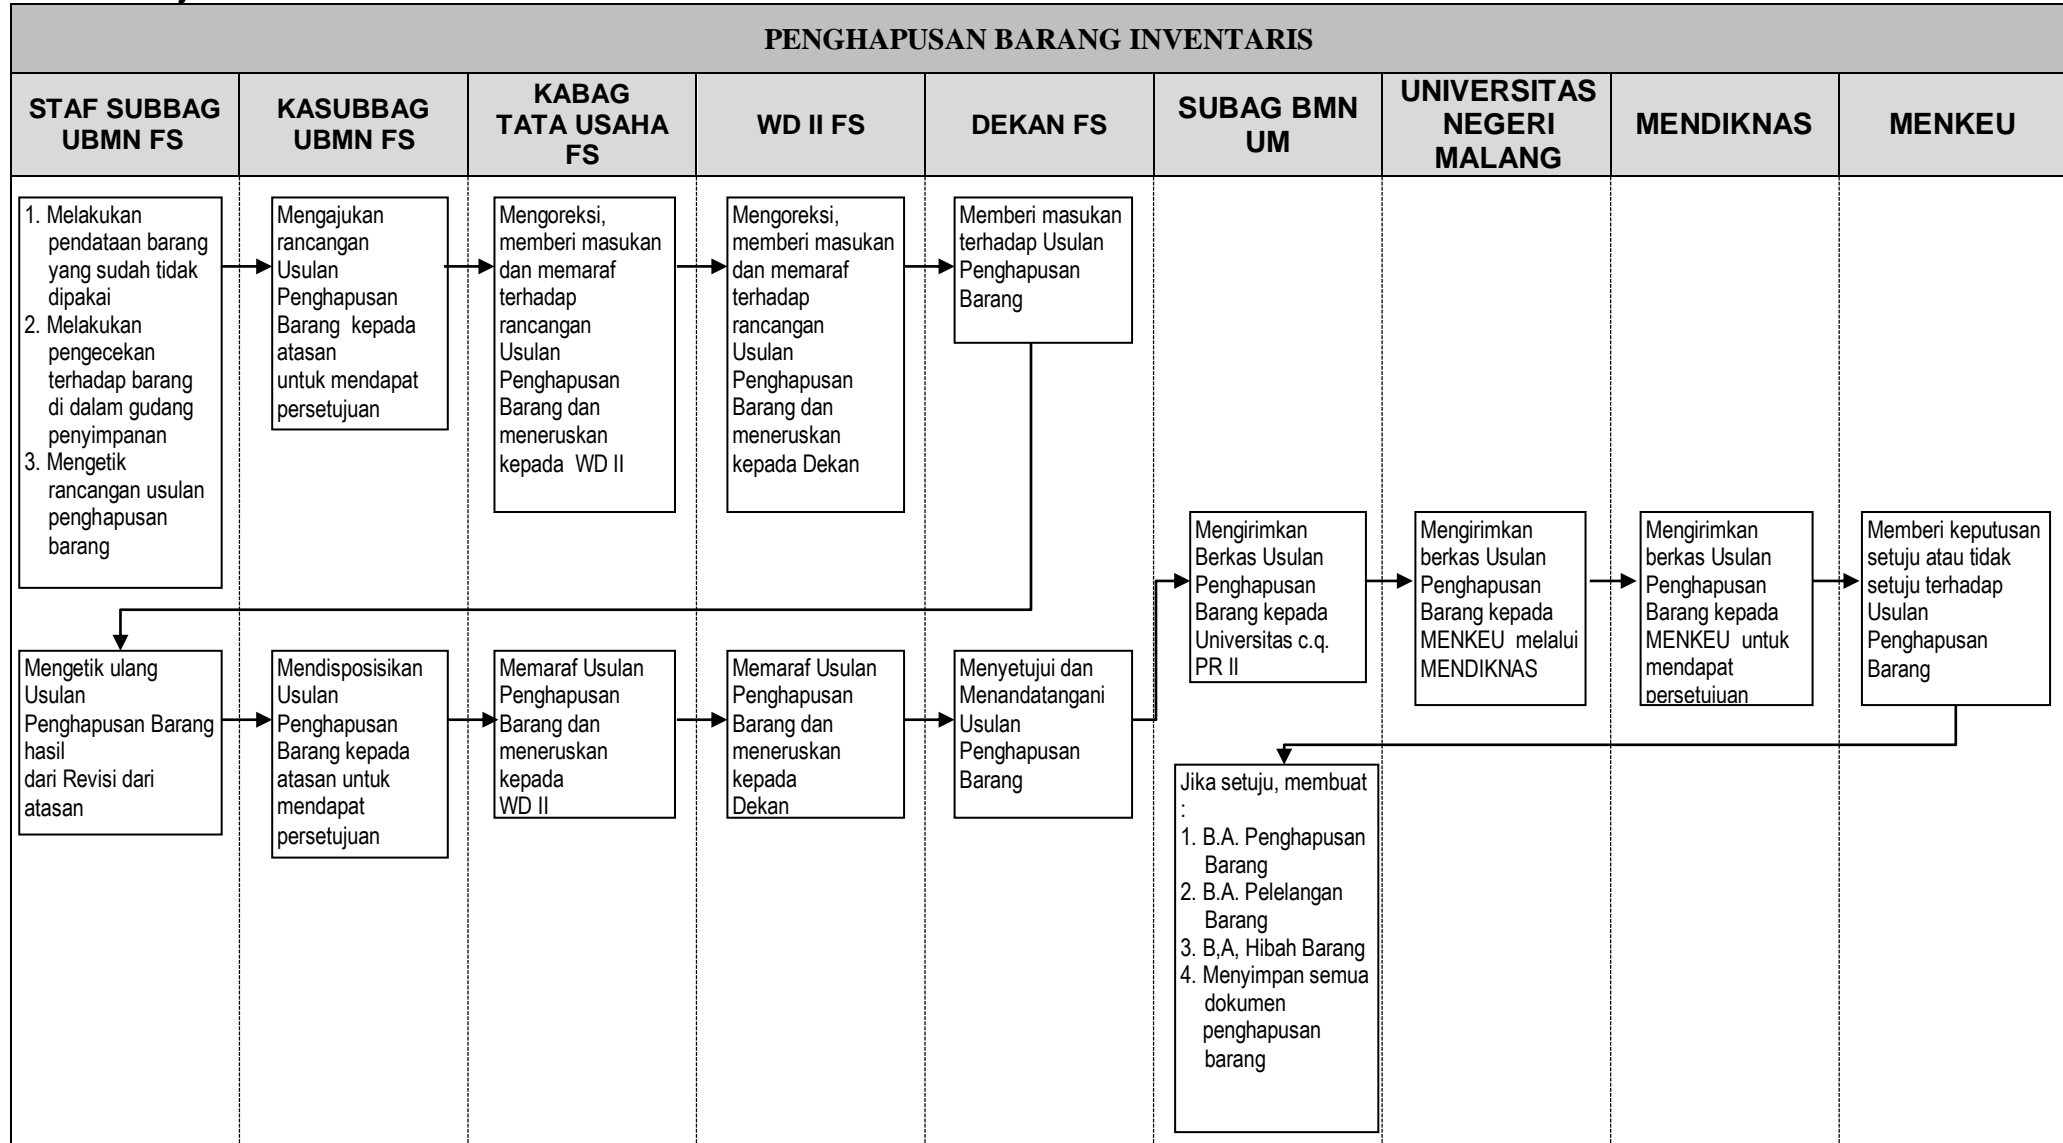 PENGHAPUSAN BARANG INVENTARIS
STAF SUBBAG
UBMN FS
KASUBBAG
UBMN FS
KABAG
TATA USAHA
FS
WD II FS
DEKAN FS
SUBAG BMN
UM
UNIVERSITAS
NEGERI
MALANG
MENDIKNAS
MENKEU
1. Melakukan
pendataan barang
yang sudah tidak
dipakai
2. Melakukan
pengecekan
terhadap barang
di dalam gudang
penyimpanan
3. Mengetik
rancangan usulan
penghapusan
barang
Mengajukan
rancangan
Usulan
Penghapusan
Barang kepada
atasan
untuk mendapat
persetujuan
Mengoreksi,
memberi masukan
dan memaraf
terhadap
rancangan
Usulan
Penghapusan
Barang dan
meneruskan
kepada WD II
Mengoreksi,
memberi masukan
dan memaraf
terhadap
rancangan
Usulan
Penghapusan
Barang dan
meneruskan
kepada Dekan
Memberi masukan
terhadap Usulan
Penghapusan
Barang
Mengetik ulang
Usulan
Penghapusan Barang
hasil
dari Revisi dari
atasan
Mendisposisikan
Usulan
Penghapusan
Barang kepada
atasan untuk
mendapat
persetujuan
Memaraf Usulan
Penghapusan
Barang dan
meneruskan
kepada
WD II
Memaraf Usulan
Penghapusan
Barang dan
meneruskan
kepada
Dekan
Menyetujui dan
Menandatangani
Usulan
Penghapusan
Barang
Mengirimkan
Berkas Usulan
Penghapusan
Barang kepada
Universitas c.q.
PR II
Mengirimkan
berkas Usulan
Penghapusan
Barang kepada
MENKEU melalui
MENDIKNAS
Mengirimkan
berkas Usulan
Penghapusan
Barang kepada
MENKEU untuk
mendapat
persetujuan
Memberi keputusan
setuju atau tidak
setuju terhadap
Usulan
Penghapusan
Barang
Jika setuju, membuat
:
1. B.A. Penghapusan
Barang
2. B.A. Pelelangan
Barang
3. B,A, Hibah Barang
4. Menyimpan semua
dokumen
penghapusan
barang